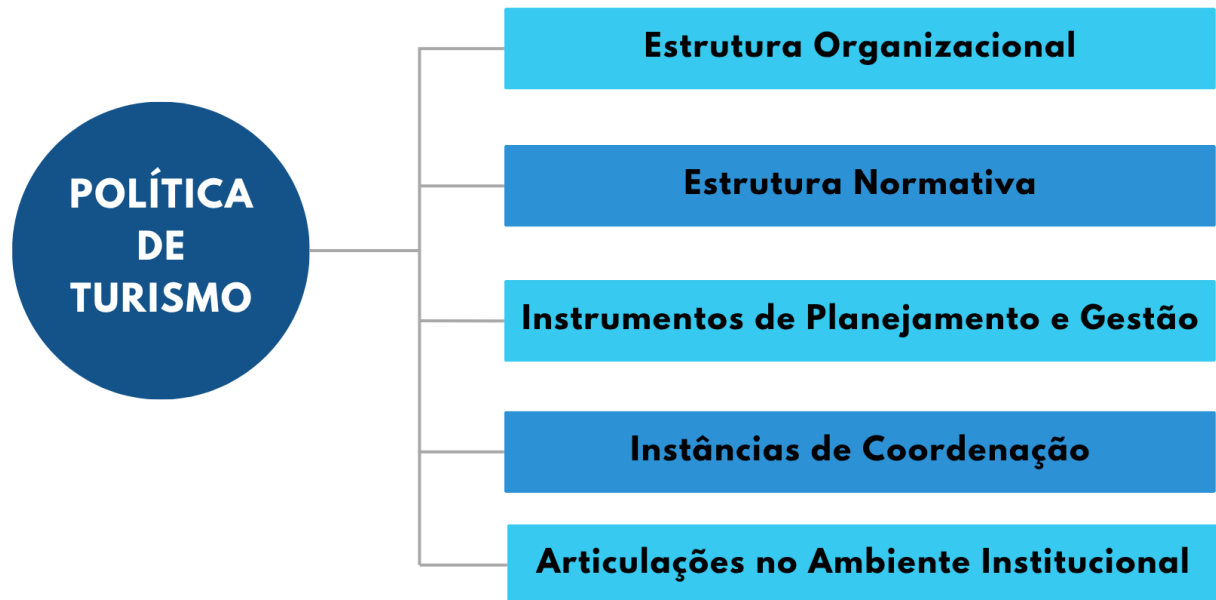 POLÍTICA
DE
TURISMO
Estrutura Organizacional
Estrutura Normativa
Instrumentos de Planejamento e Gestão
Instâncias de Coordenação
Articulações no Ambiente Institucional